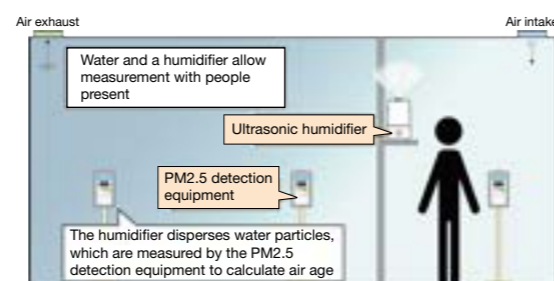 Air exhaust
Air intake
Water and a humidifier allow
measurement with people
present
Ultrasonic humidifier
PM2.5 detection
equipment
The humidifier disperses water particles,
which are measured by the PM2.5
detection equipment to calculate air age